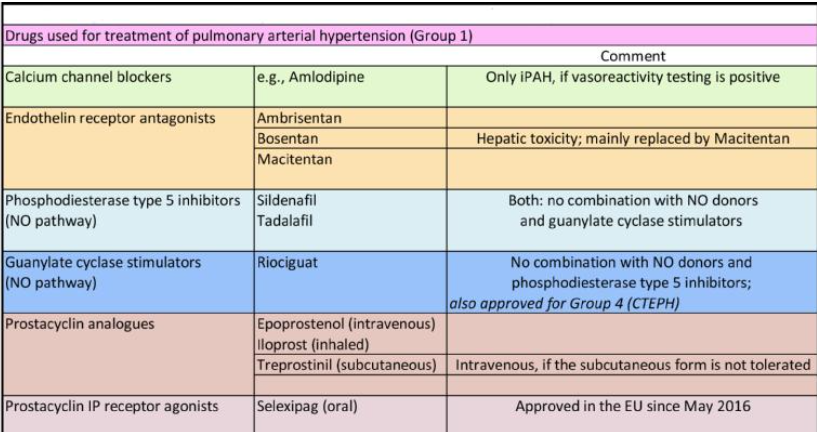 Drugs used for treatment of pulmonary arterial hypertension (Group 1)
Comment
Calcium channel blockers e.g., Amlodipine Only iPAH, if vasoreactivity testing is positive
Endothelin receptor antagonists Ambrisentan
Bosentan Hepatic toxicity; mainly replaced by Macitentan
Macitentan
Phosphodiesterase type 5 inhibitors Sildenafil Both: no combination with NO donors
(NO pathway) Tadalafil and guanylate cyclase stimulators
Guanylate cyclase stimulators Riociguat No combination with NO donors and
(NO pathway) phosphodiesterase type 5 inhibitors;
also approved for Group 4 (CTEPH)
Prostacyclin analogues Epoprostenol (intravenous)
Iloprost (inhaled)
Treprostinil (subcutaneous) Intravenous, if the subcutaneous form is not tolerated
Prostacyclin IP receptor agonists Selexipag (oral) Approved in the EU since May 2016